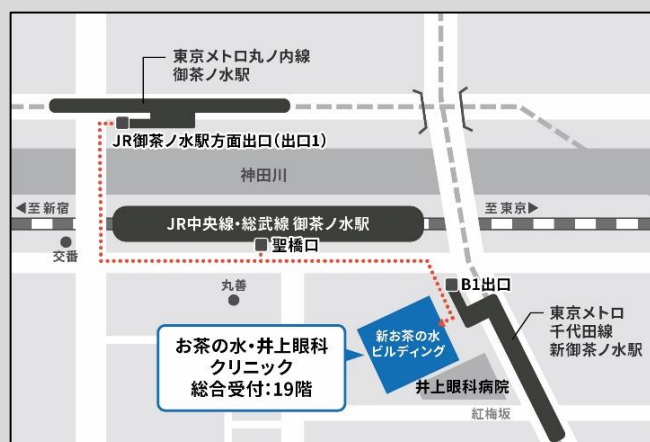 東京メトロ丸ノ内線
御茶ノ水駅
JR御茶ノ水駅方面出口(出口1)
神田川
◀至新宿
至東京▶
JR中央線・総武線 御茶ノ水駅
聖橋口
交番
丸善
B1出口
東京メトロ
千代田線
新御茶ノ水駅
新お茶の水
ビルディング
お茶の水・井上眼科
クリニック
総合受付:19階
井上眼科病院
紅梅坂